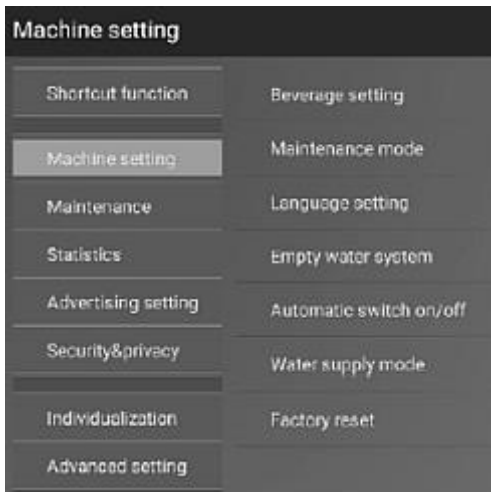 Machine setting
Shortcut function
Machine setting
Maintenance
Statistics
Advertising setting
Security&privacy
Individualization
Advanced setting
Beverage setting
Maintenance mode
Language setting
Empty water system
Automatic switch on/off
Water supply mode
Factory reset